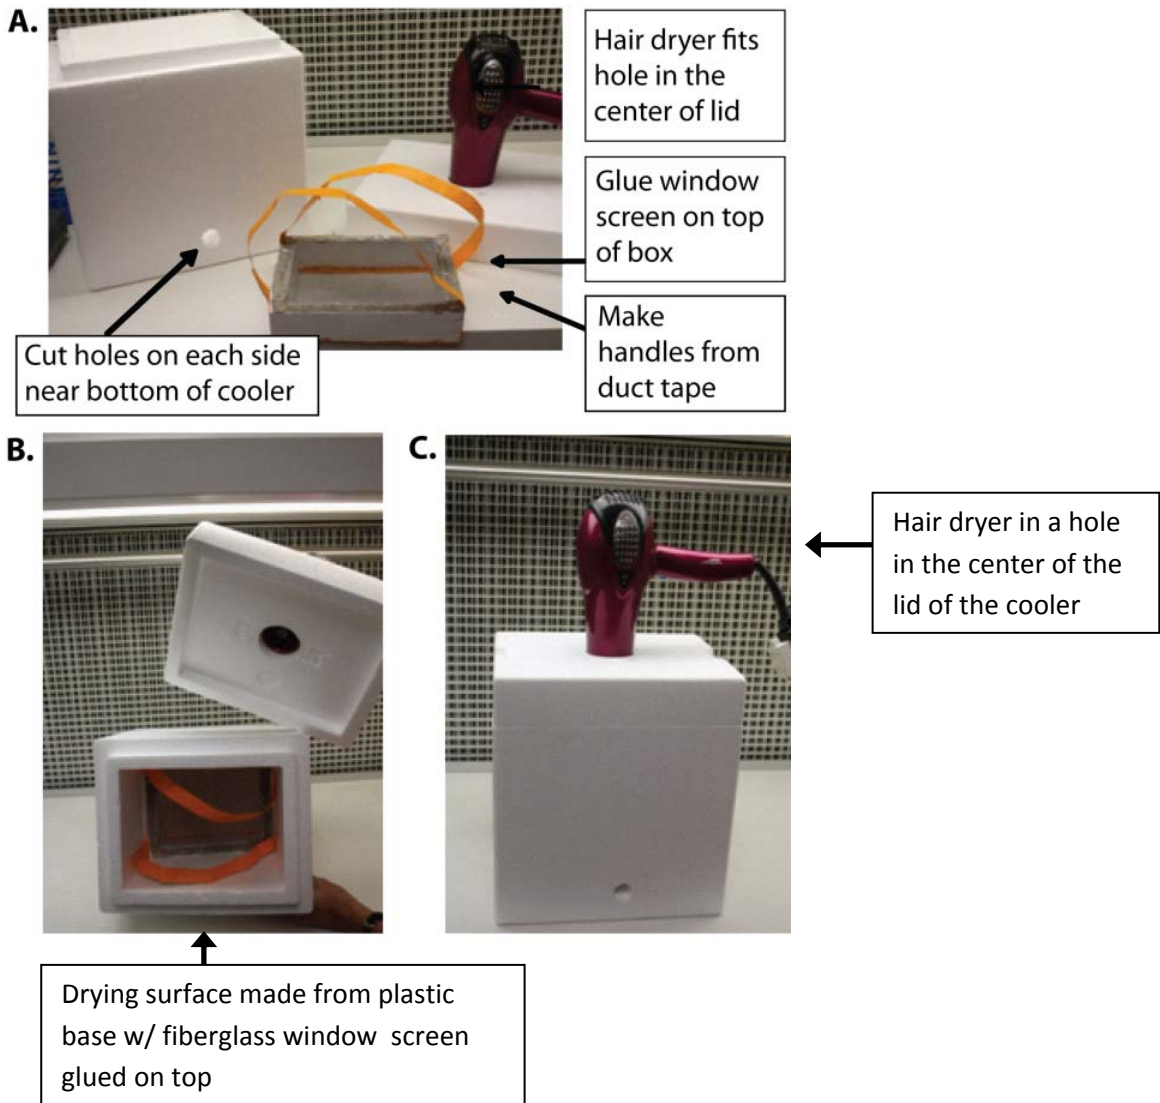 A.
Hair dryer fits
hole in the
center of lid
Glue window
screen on top
of box
Make
handles from
duct tape
Cut holes on each side
near bottom of cooler
B.
C.
Hair dryer in a hole
in the center of the
lid of the cooler
Drying surface made from plastic
base w/ fiberglass window screen
glued on top